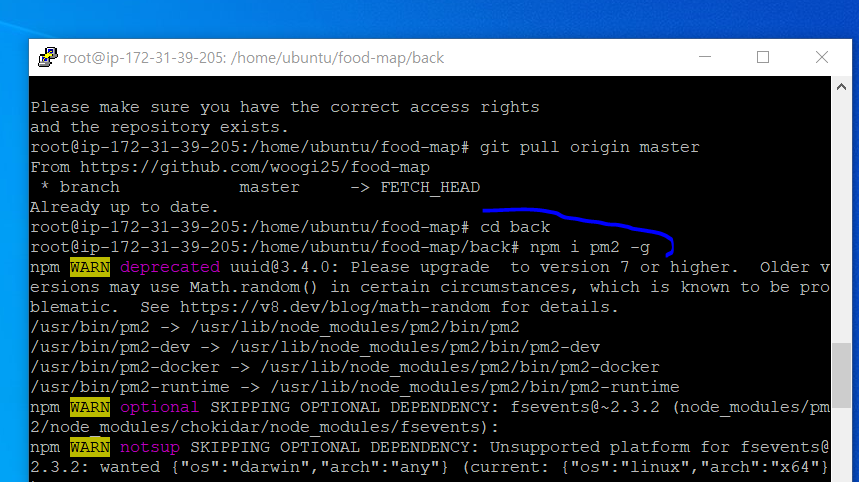 root@ip-172-31-39-205: /home/ubuntu/food-map/back
Please make sure you have the correct access rights
and the repository exists.
root@ip-172-31-39-205:/home/ubuntu/food-map# git pull origin master
From https://github.com/woogi25/food-map
 * branch            master     -> FETCH_HEAD
Already up to date.
root@ip-172-31-39-205:/home/ubuntu/food-map# cd back
root@ip-172-31-39-205:/home/ubuntu/food-map/back# npm i pm2 -g
npm WARN deprecated uuid@3.4.0: Please upgrade  to version 7 or higher.  Older v
ersions may use Math.random() in certain circumstances, which is known to be pro
blematic.  See https://v8.dev/blog/math-random for details.
/usr/bin/pm2 -> /usr/lib/node_modules/pm2/bin/pm2
/usr/bin/pm2-dev -> /usr/lib/node_modules/pm2/bin/pm2-dev
/usr/bin/pm2-docker -> /usr/lib/node_modules/pm2/bin/pm2-docker
/usr/bin/pm2-runtime -> /usr/lib/node_modules/pm2/bin/pm2-runtime
npm WARN optional SKIPPING OPTIONAL DEPENDENCY: fsevents@~2.3.2 (node_modules/pm
2/node_modules/chokidar/node_modules/fsevents):
npm WARN notsup SKIPPING OPTIONAL DEPENDENCY: Unsupported platform for fsevents@
2.3.2: wanted {"os":"darwin","arch":"any"} (current: {"os":"linux","arch":"x64"}